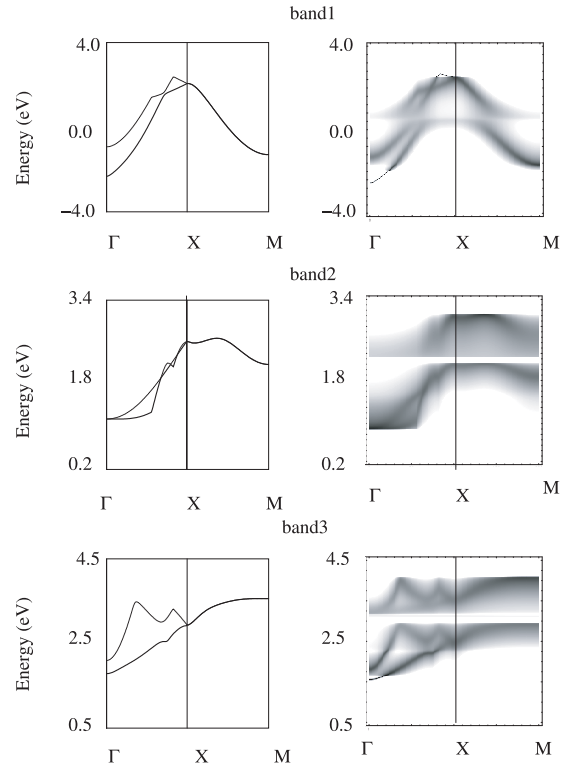 band1
4.0
4.0
Energy (eV)
0.0
0.0
−4.0
−4.0
Γ
X
M
Γ
X
M
band2
3.4
3.4
Energy (eV)
1.8
1.8
0.2
0.2
Γ
X
M
Γ
X
M
band3
4.5
4.5
Energy (eV)
2.5
2.5
0.5
0.5
Γ
X
M
Γ
X
M